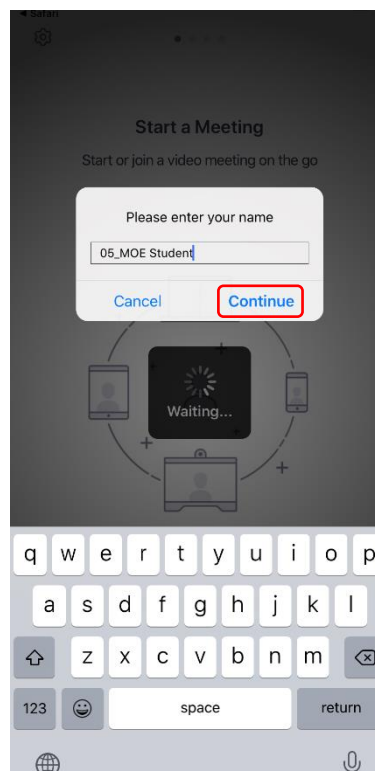 Safari
Start a Meeting
Start or join a video meeting on the go
Please enter your name
05_MOE Student
Cancel Continue
Waiting...
q w e r t y u i o p
a s d f g h j k l
z x c v b n m
123 space return